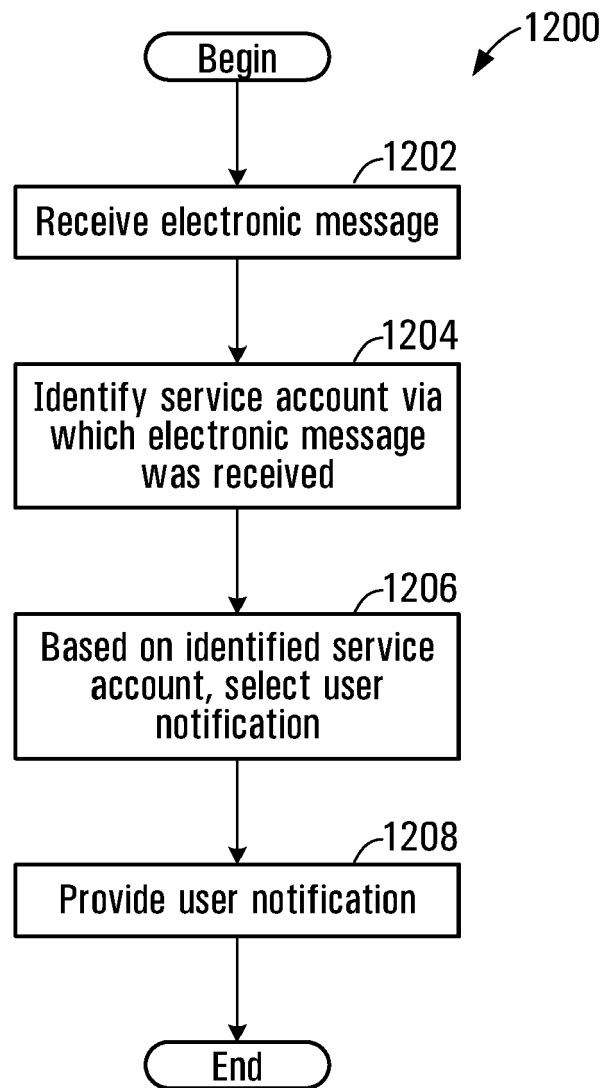 1200
Begin
1202
Receive electronic message
1204
Identify service account via
which electronic message
was received
1206
Based on identified service
account, select user
notification
1208
Provide user notification
End